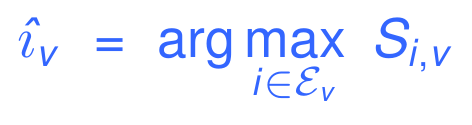 î_v = arg max_{i∈ℰ_v} S_{i,v}